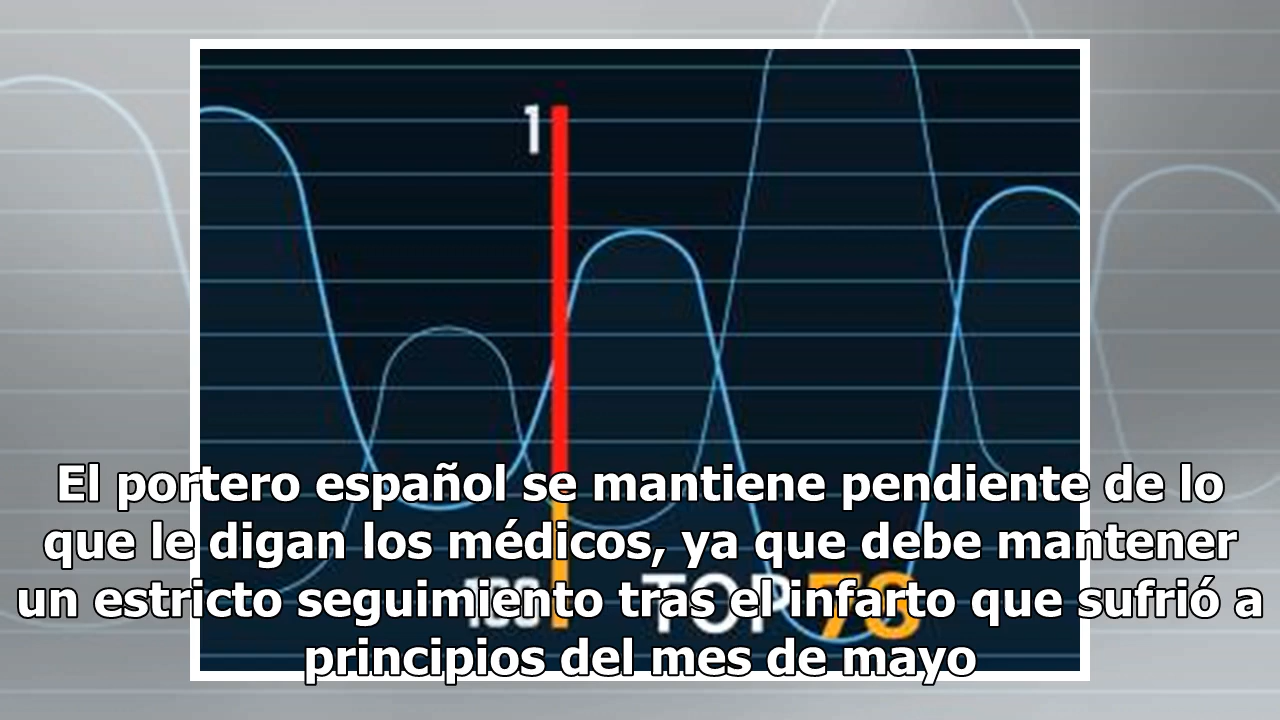 1
El portero español se mantiene pendiente de lo
que le digan los médicos, ya que debe mantener
un estricto seguimiento tras el infarto que sufrió a
principios del mes de mayo
TOP